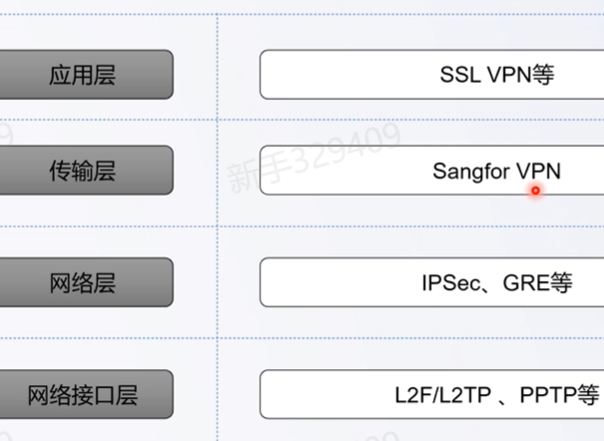 应用层 SSL VPN等
新手329409
传输层 Sangfor VPN
网络层 IPSec、GRE等
网络接口层 L2F/L2TP 、PPTP等